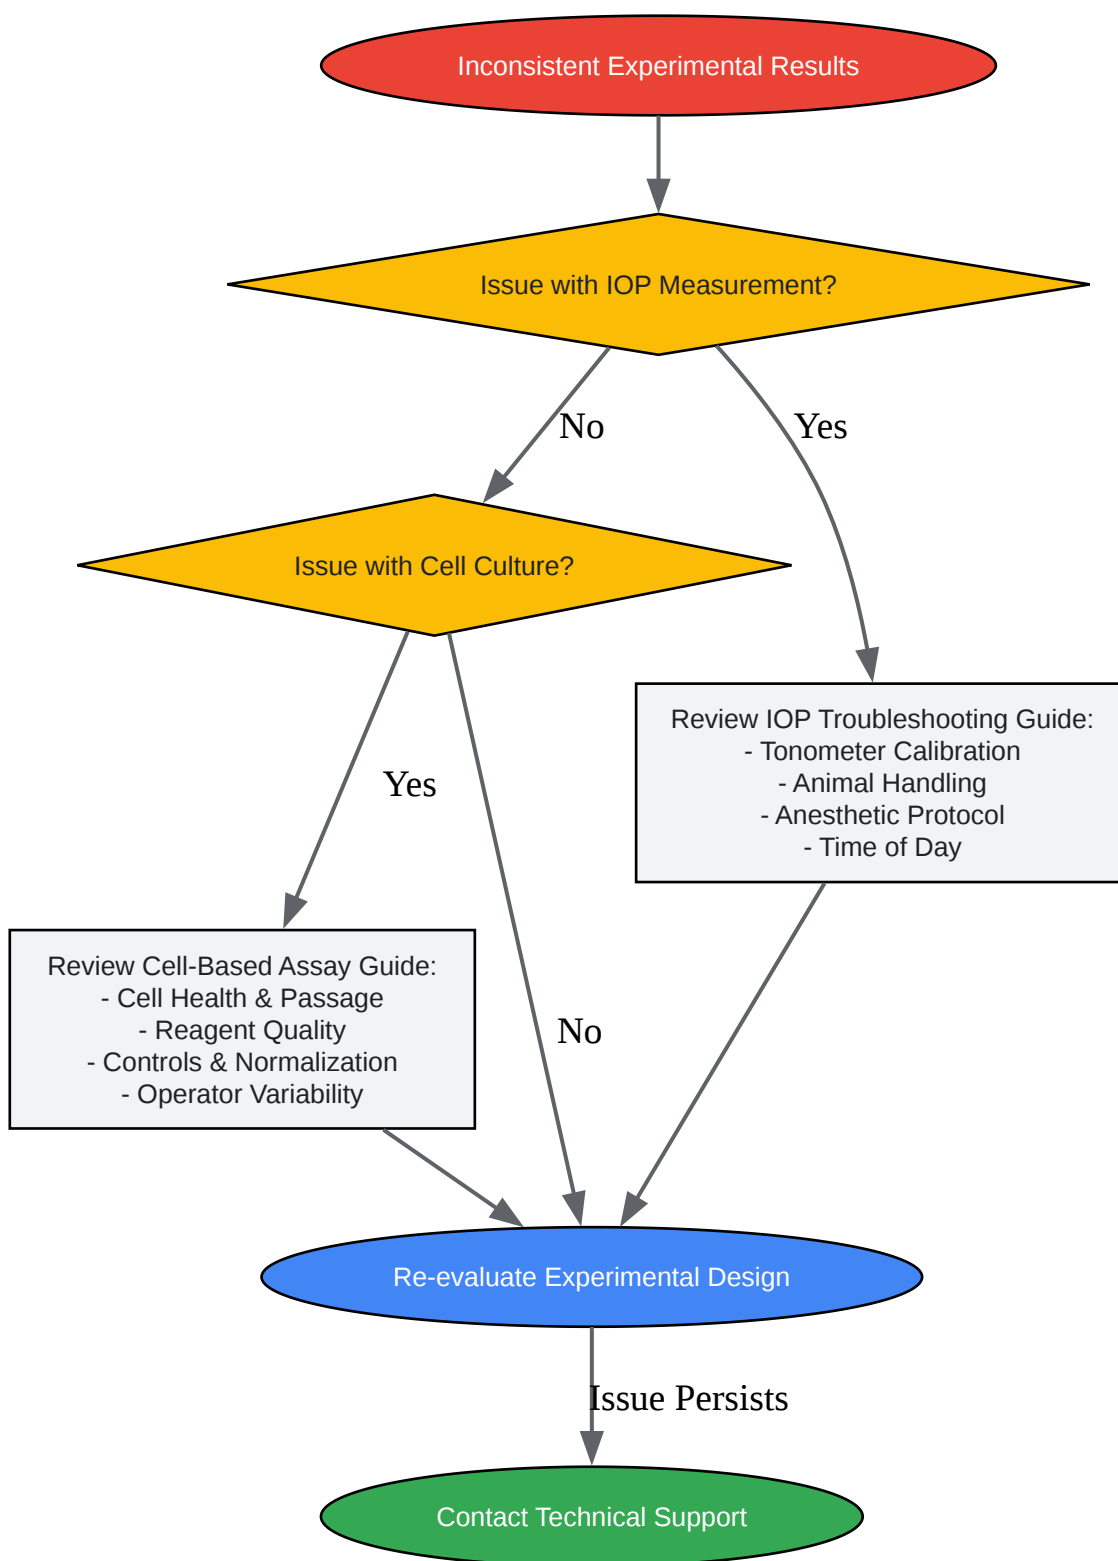 Inconsistent Experimental Results
Issue with IOP Measurement?
No
Yes
Issue with Cell Culture?
Review IOP Troubleshooting Guide:
- Tonometer Calibration
- Animal Handling
- Anesthetic Protocol
- Time of Day
Yes
Review Cell-Based Assay Guide:
- Cell Health & Passage
- Reagent Quality
- Controls & Normalization
- Operator Variability
No
Re-evaluate Experimental Design
Issue Persists
Contact Technical Support